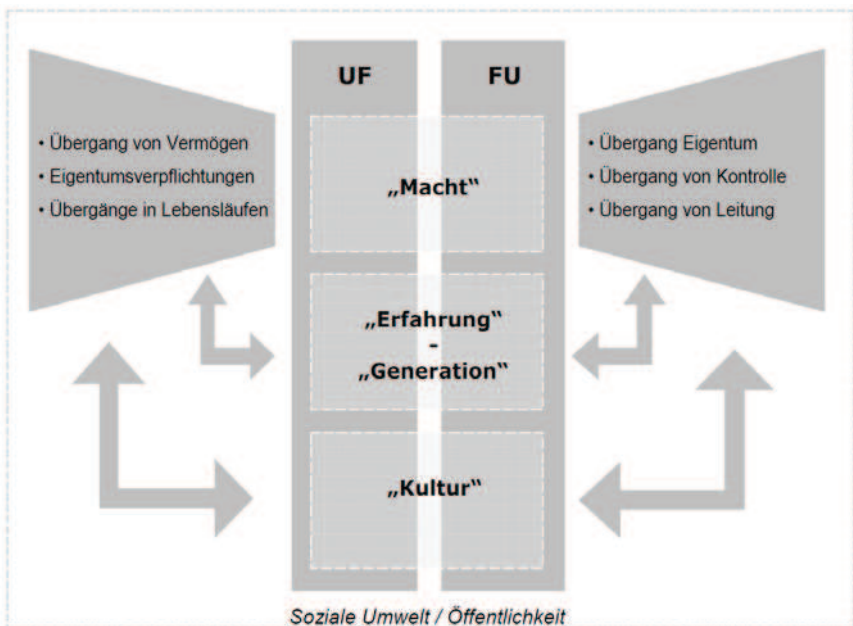 UF
FU
• Übergang von Vermögen
• Eigentumsverpflichtungen
• Übergänge in Lebensläufen
„Macht“
• Übergang Eigentum
• Übergang von Kontrolle
• Übergang von Leitung
„Erfahrung“
-
„Generation“
„Kultur“
Soziale Umwelt / Öffentlichkeit